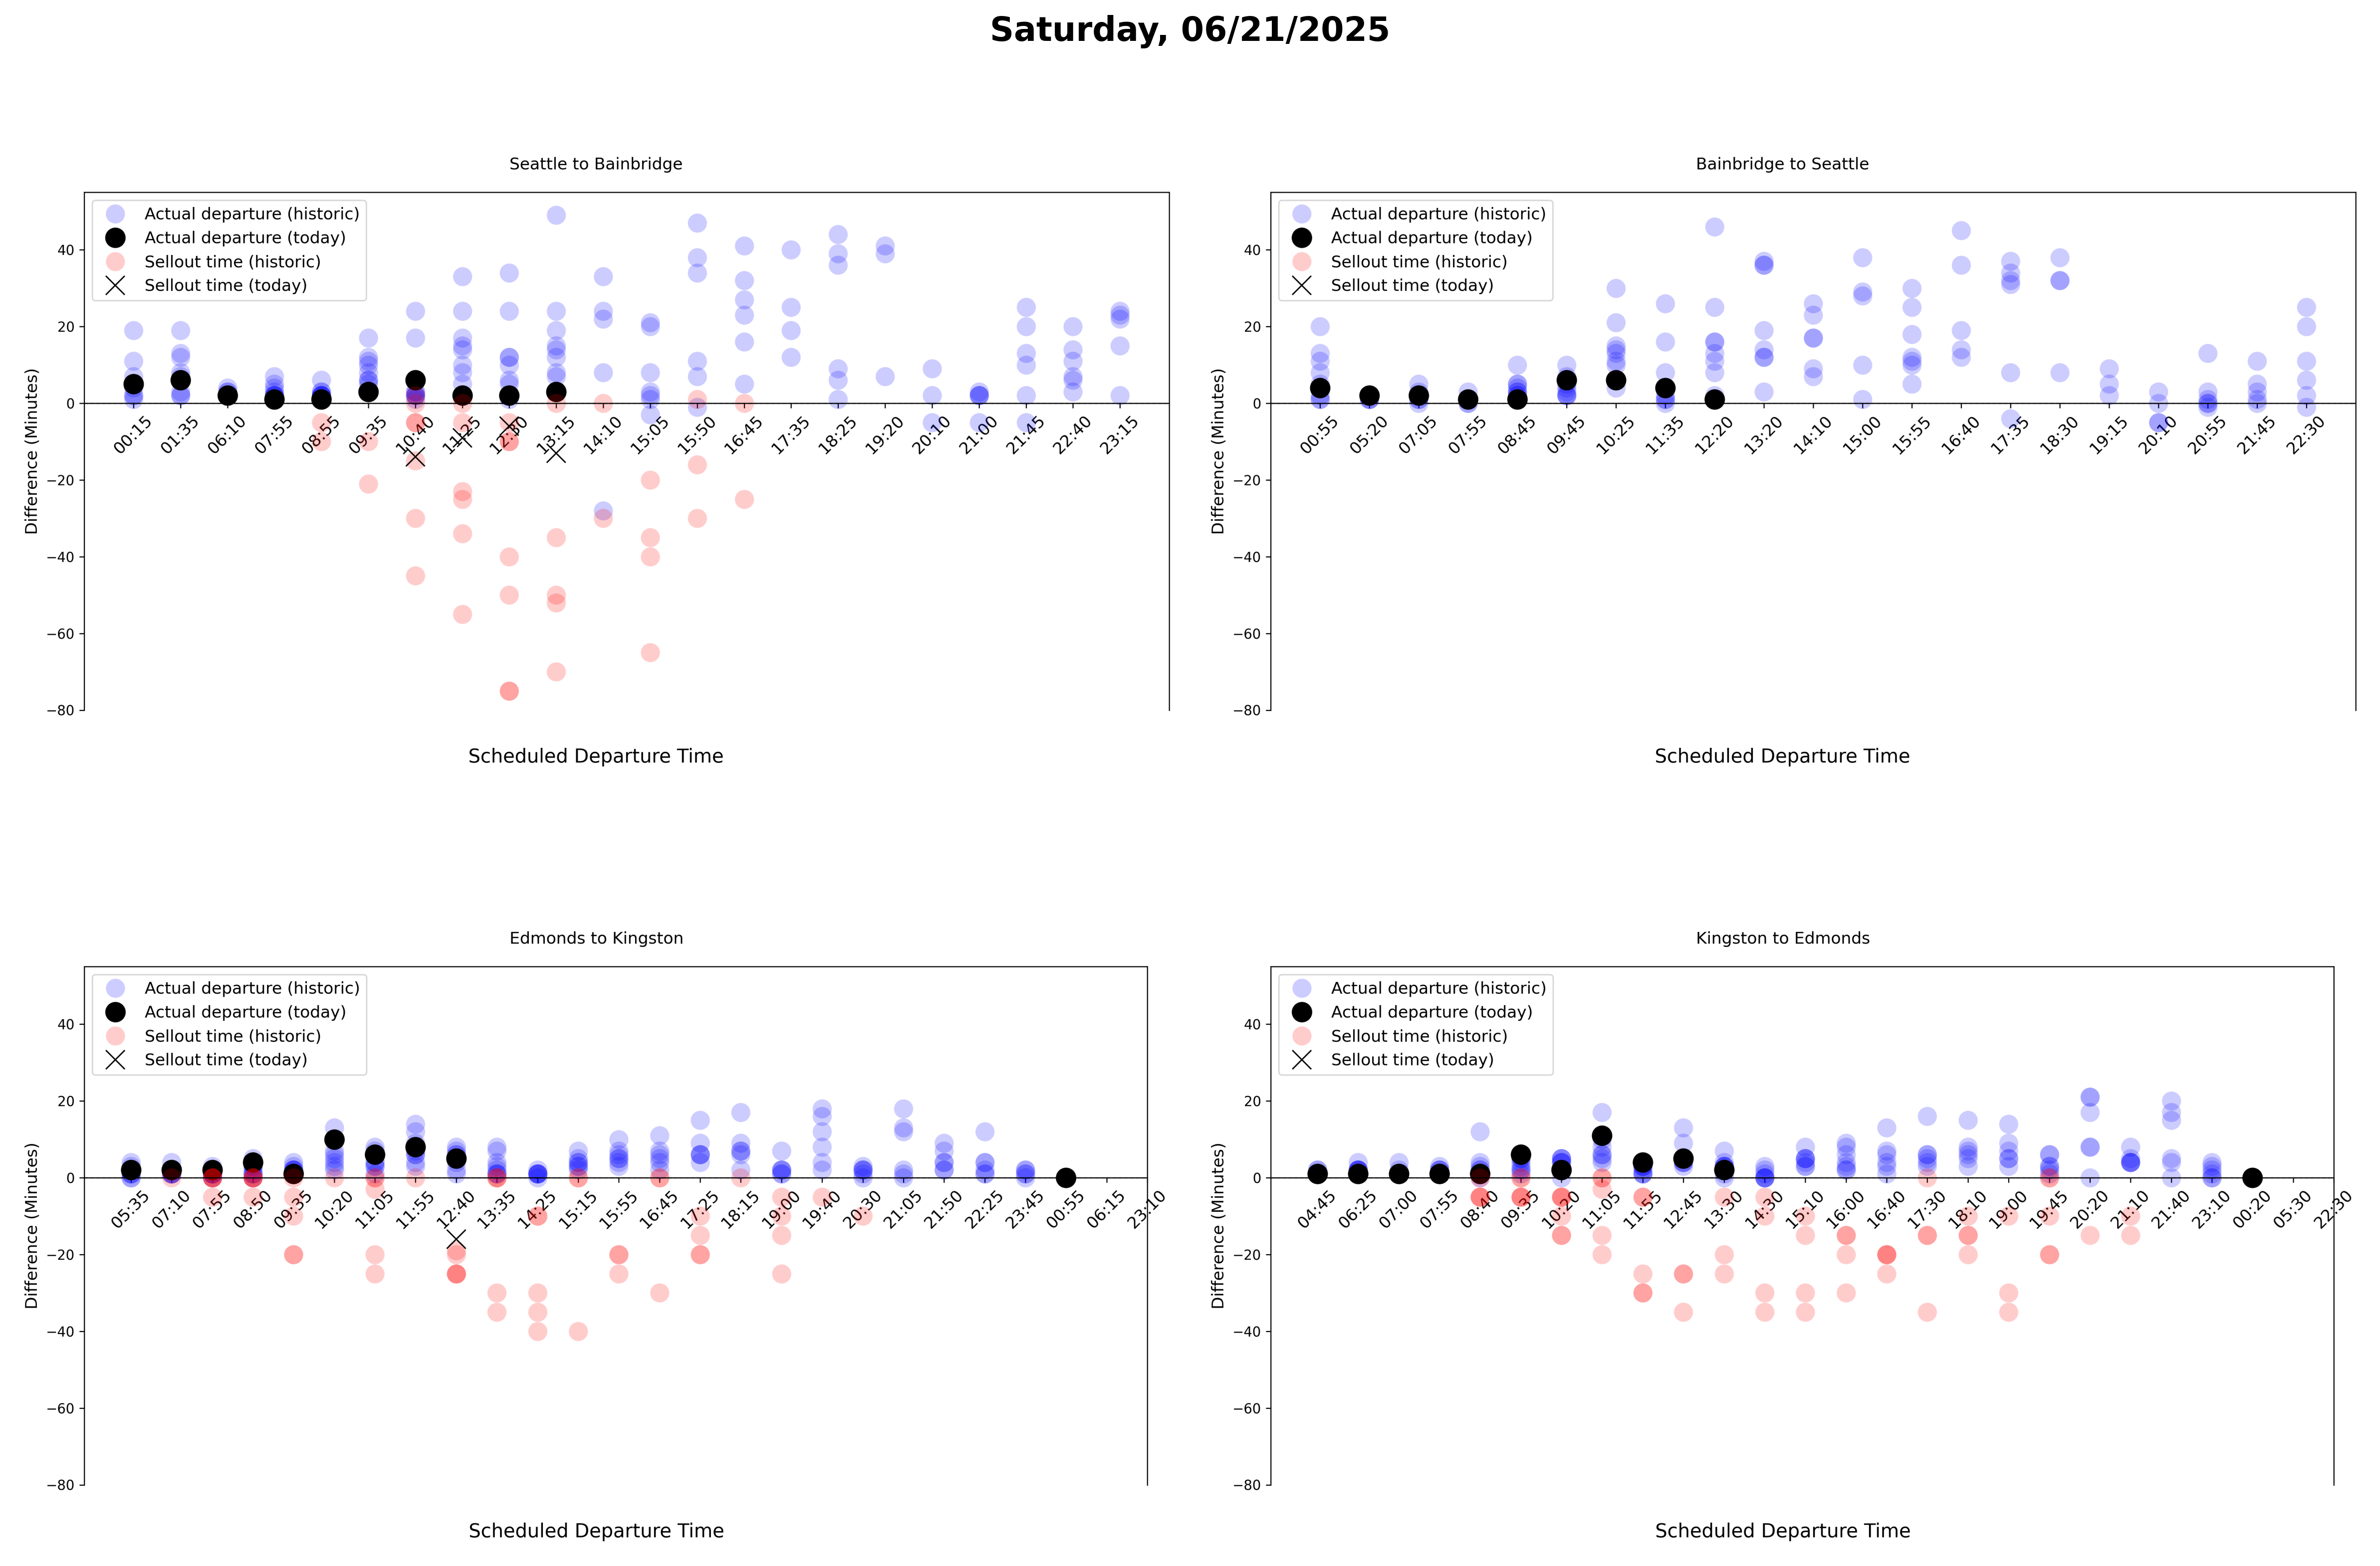 Saturday, 06/21/2025
Seattle to Bainbridge
Actual departure (historic)
Actual departure (today)
Sellout time (historic)
Sellout time (today)
Difference (Minutes)
40
20
0
−20
−40
−60
−80
00:15 01:35 06:10 07:55 08:55 09:35 10:40 11:25 12:30 13:15 14:10 15:05 15:50 16:45 17:35 18:25 19:20 20:10 21:00 21:45 22:40 23:15
Scheduled Departure Time
Bainbridge to Seattle
Actual departure (historic)
Actual departure (today)
Sellout time (historic)
Sellout time (today)
Difference (Minutes)
40
20
0
−20
−40
−60
−80
00:55 05:20 07:05 07:55 08:45 09:45 10:25 11:35 12:20 13:20 14:10 15:00 15:55 16:40 17:35 18:30 19:15 20:10 20:55 21:45 22:30
Scheduled Departure Time
Edmonds to Kingston
Actual departure (historic)
Actual departure (today)
Sellout time (historic)
Sellout time (today)
Difference (Minutes)
40
20
0
−20
−40
−60
−80
05:35 07:10 07:55 08:50 09:35 10:20 11:05 11:55 12:40 13:35 14:25 15:15 15:55 16:45 17:25 18:15 19:00 19:40 20:30 21:05 21:50 22:25 23:45 00:55 06:15 23:10
Scheduled Departure Time
Kingston to Edmonds
Actual departure (historic)
Actual departure (today)
Sellout time (historic)
Sellout time (today)
Difference (Minutes)
40
20
0
−20
−40
−60
−80
04:45 06:25 07:00 07:55 08:40 09:35 10:20 11:05 11:55 12:45 13:30 14:30 15:10 16:00 16:40 17:30 18:10 19:00 19:45 20:20 21:10 21:40 23:10 00:20 05:30 22:30
Scheduled Departure Time